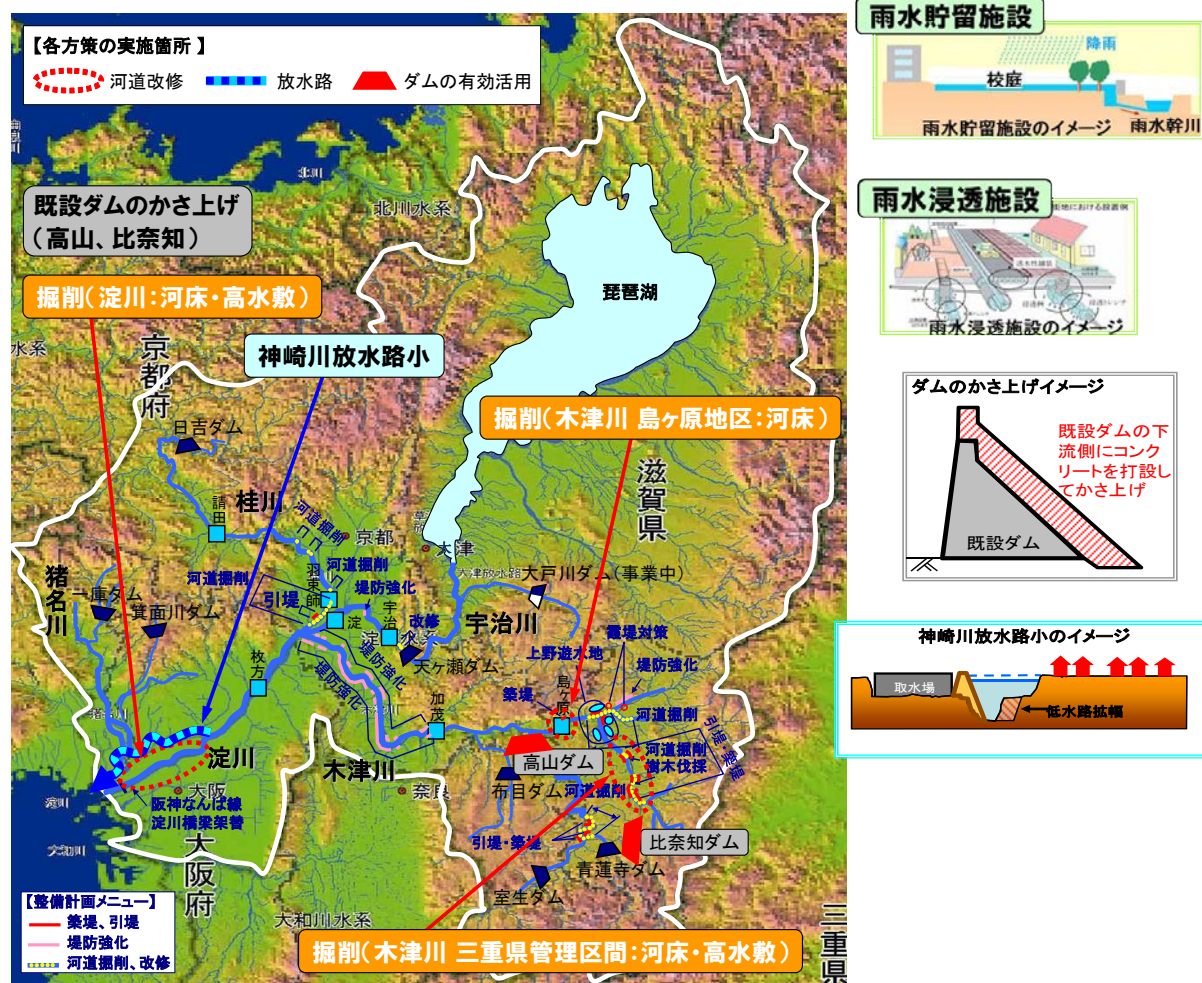 【各方策の実施箇所】
河道改修
放水路
ダムの有効活用
既設ダムのかさ上げ
(高山、比奈知)
掘削(淀川:河床・高水敷)
神崎川放水路小
掘削(木津川 島ヶ原地区:河床)
掘削(木津川 三重県管理区間:河床・高水敷)
北川
北川水系
水系
京都府
琵琶湖
滋賀県
日吉ダム
請田
桂川
河道掘削
京都
大津
大津放水路
河道掘削
河道掘削
羽束師
堤防強化
大戸川ダム(事業中)
引堤
淀
宇治
改修
宇治川
天ヶ瀬ダム
猪名川
一庫ダム
箕面川ダム
枚方
堤防強化
堤防強化
加茂
上野遊水地
堤防強化
築堤
島ヶ原
河道掘削
引堤・築堤
河道掘削
樹木伐採
高山ダム
布目ダム
河道掘削
淀川
木津川
奈良
大阪
阪神なんば線
淀川橋梁架替
淀川
大和川
大阪府
引堤・築堤
比奈知ダム
青蓮寺ダム
室生ダム
大和川水系
三重県
【整備計画メニュー】
築堤、引堤
堤防強化
河道掘削、改修
雨水貯留施設
降雨
校庭
雨水貯留施設のイメージ
雨水幹川
雨水浸透施設
雨水浸透施設のイメージ
ダムのかさ上げイメージ
既設ダムの下
流側にコンク
リートを打設し
てかさ上げ
既設ダム
神崎川放水路小のイメージ
取水場
低水路拡幅